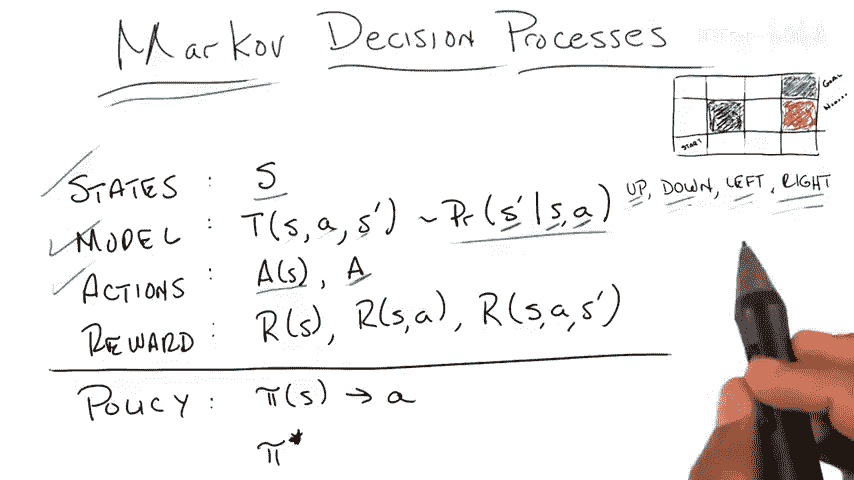 Markov Decision Processes
GOAL
START
STATES : S
MODEL : T(s, a, s') ~ Pr(s' | s, a)
UP, DOWN, LEFT, RIGHT
ACTIONS : A(s), A
REWARD : R(s), R(s,a), R(s,a,s')
POLICY : π(s) → a
π*